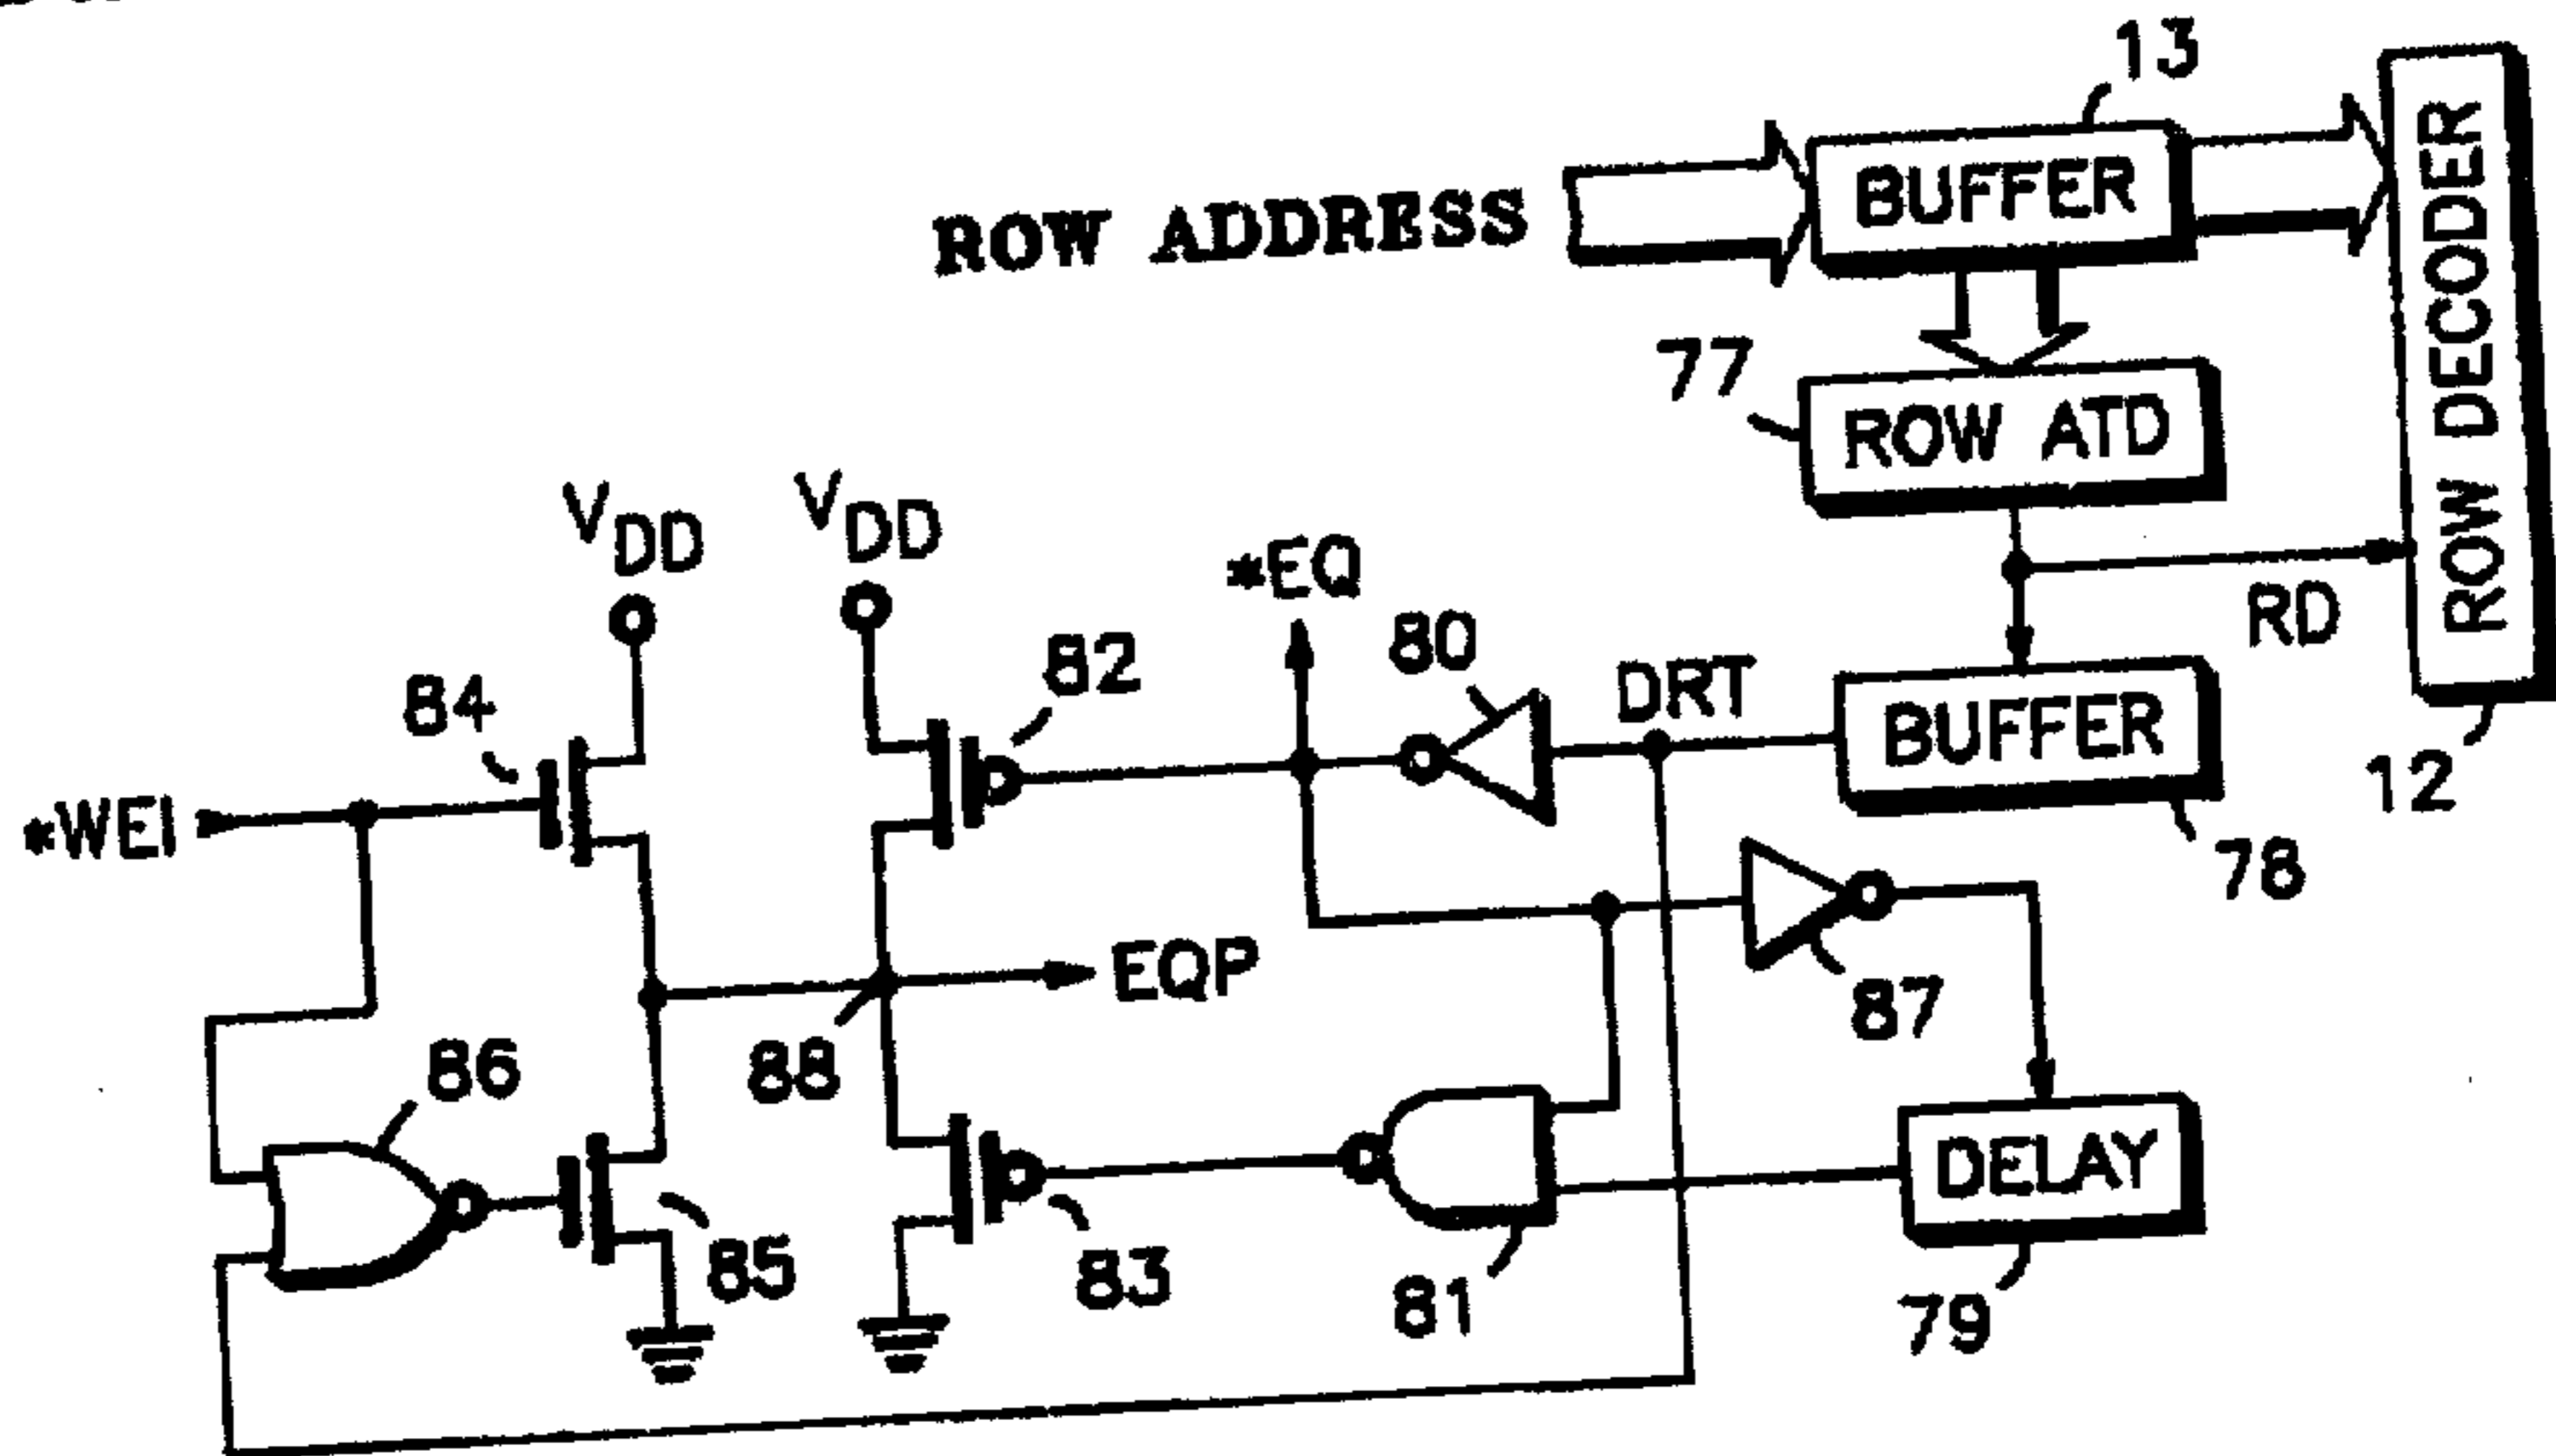 13
ROW ADDRESS
BUFFER
ROW DECODER
77
ROW ATD
VDD
VDD
*EQ
RD
84
82
80
DRT
BUFFER
12
*WEI
78
EQP
87
88
86
DELAY
85
83
81
79